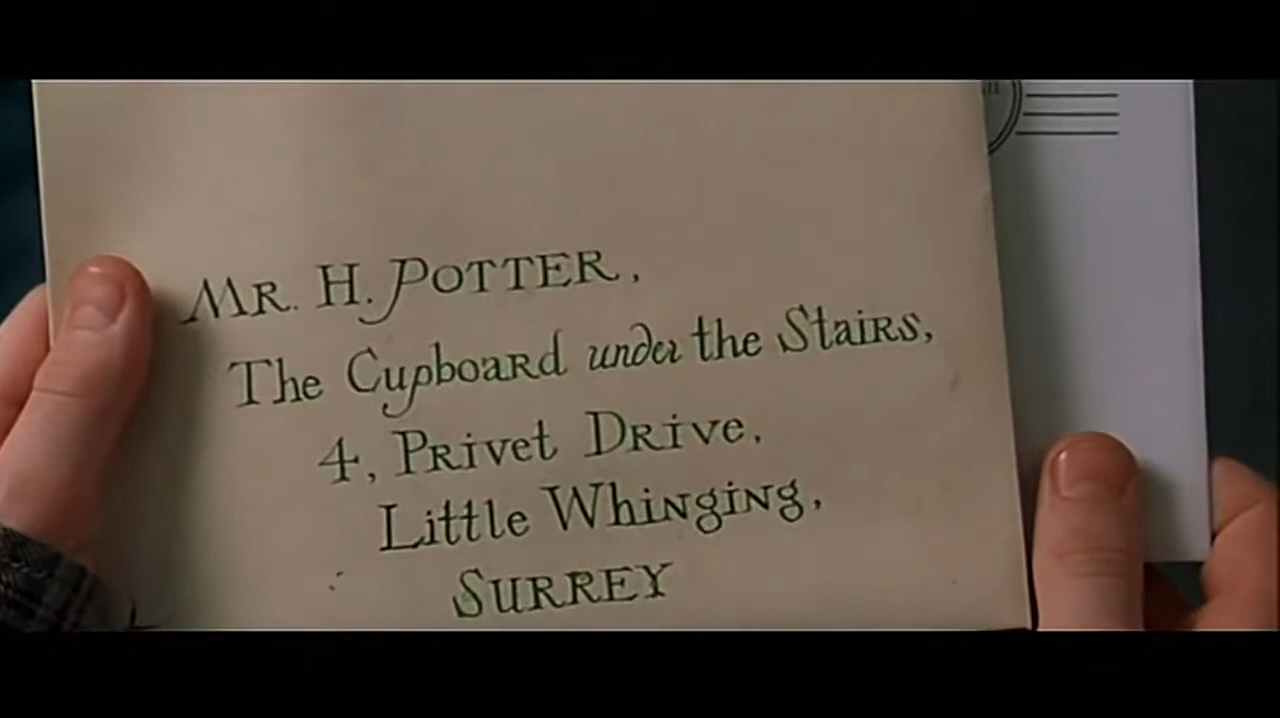 Mr. H. Potter,
The Cupboard under the Stairs,
4, Privet Drive,
Little Whinging,
Surrey